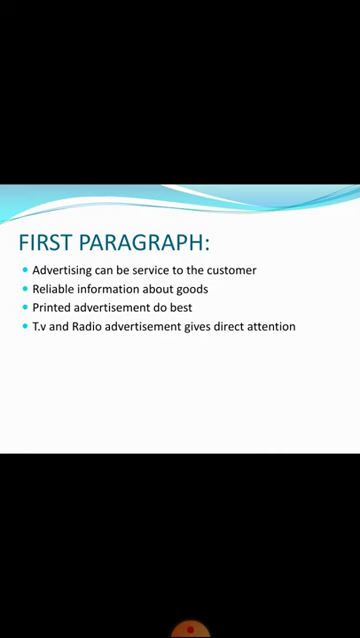 FIRST PARAGRAPH:
Advertising can be service to the customer
Reliable information about goods
Printed advertisement do best
T.v and Radio advertisement gives direct attention